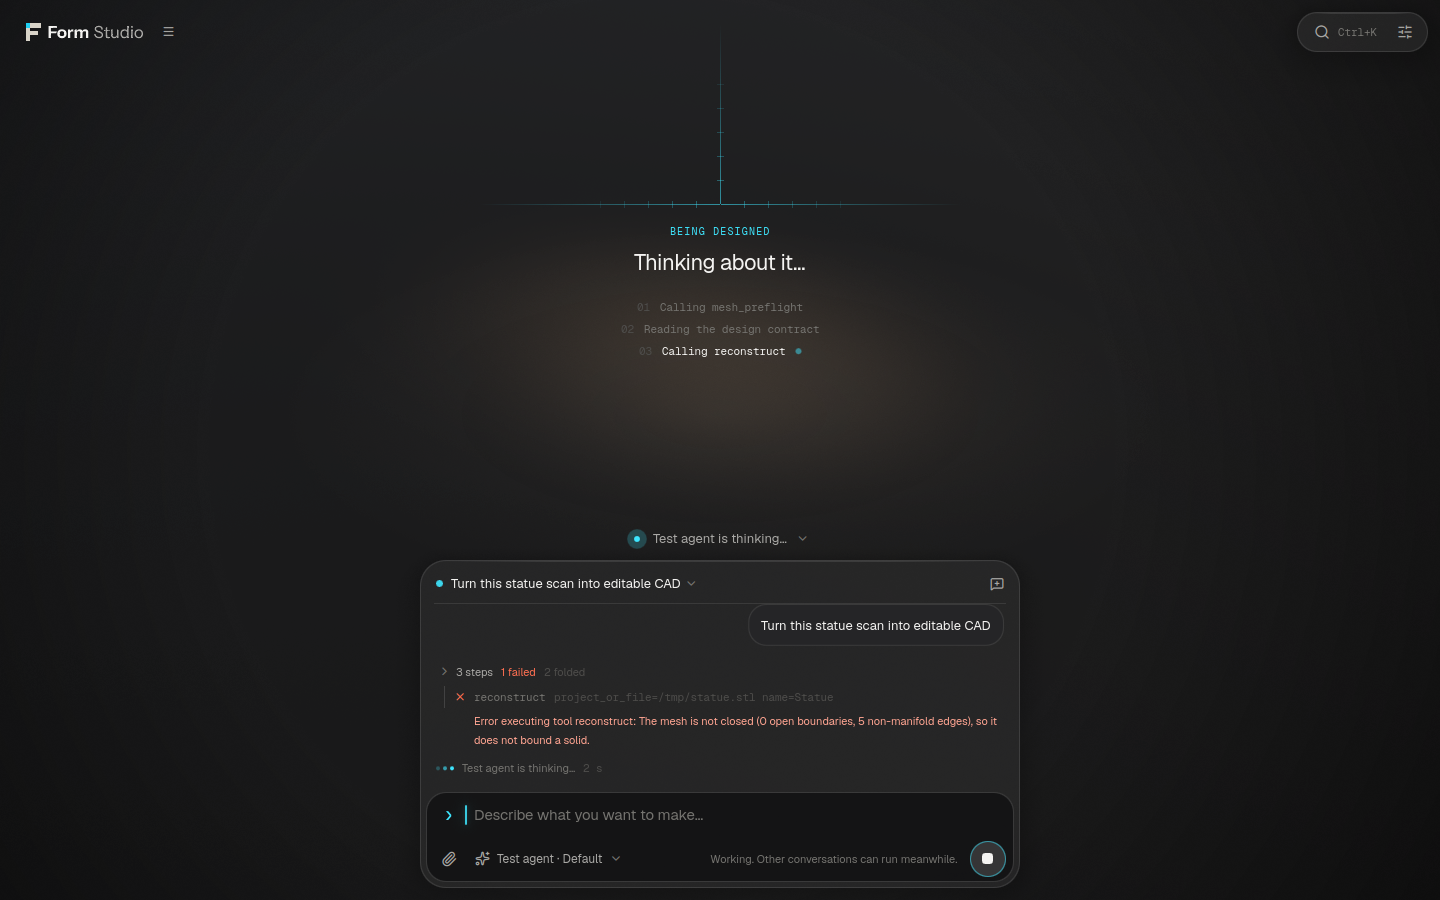 Form Studio
Ctrl+K
BEING DESIGNED
Thinking about it...
01 Calling mesh_preflight
02 Reading the design contract
03 Calling reconstruct
Test agent is thinking...
Turn this statue scan into editable CAD
Turn this statue scan into editable CAD
3 steps 1 failed 2 folded
reconstruct project_or_file=/tmp/statue.stl name=Statue
Error executing tool reconstruct: The mesh is not closed (0 open boundaries, 5 non-manifold edges), so it
does not bound a solid.
Test agent is thinking... 2 s
Describe what you want to make...
Test agent · Default
Working. Other conversations can run meanwhile.